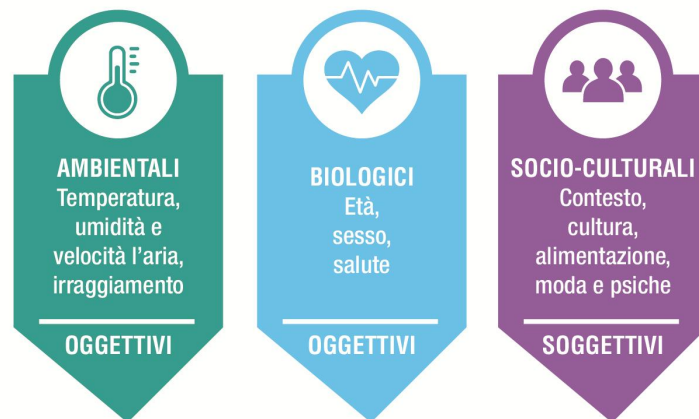 AMBIENTALI
Temperatura,
umidità e
velocità l’aria,
irraggiamento
OGGETTIVI
BIOLOGICI
Età,
sesso,
salute
OGGETTIVI
SOCIO-CULTURALI
Contesto,
cultura,
alimentazione,
moda e psiche
SOGGETTIVI